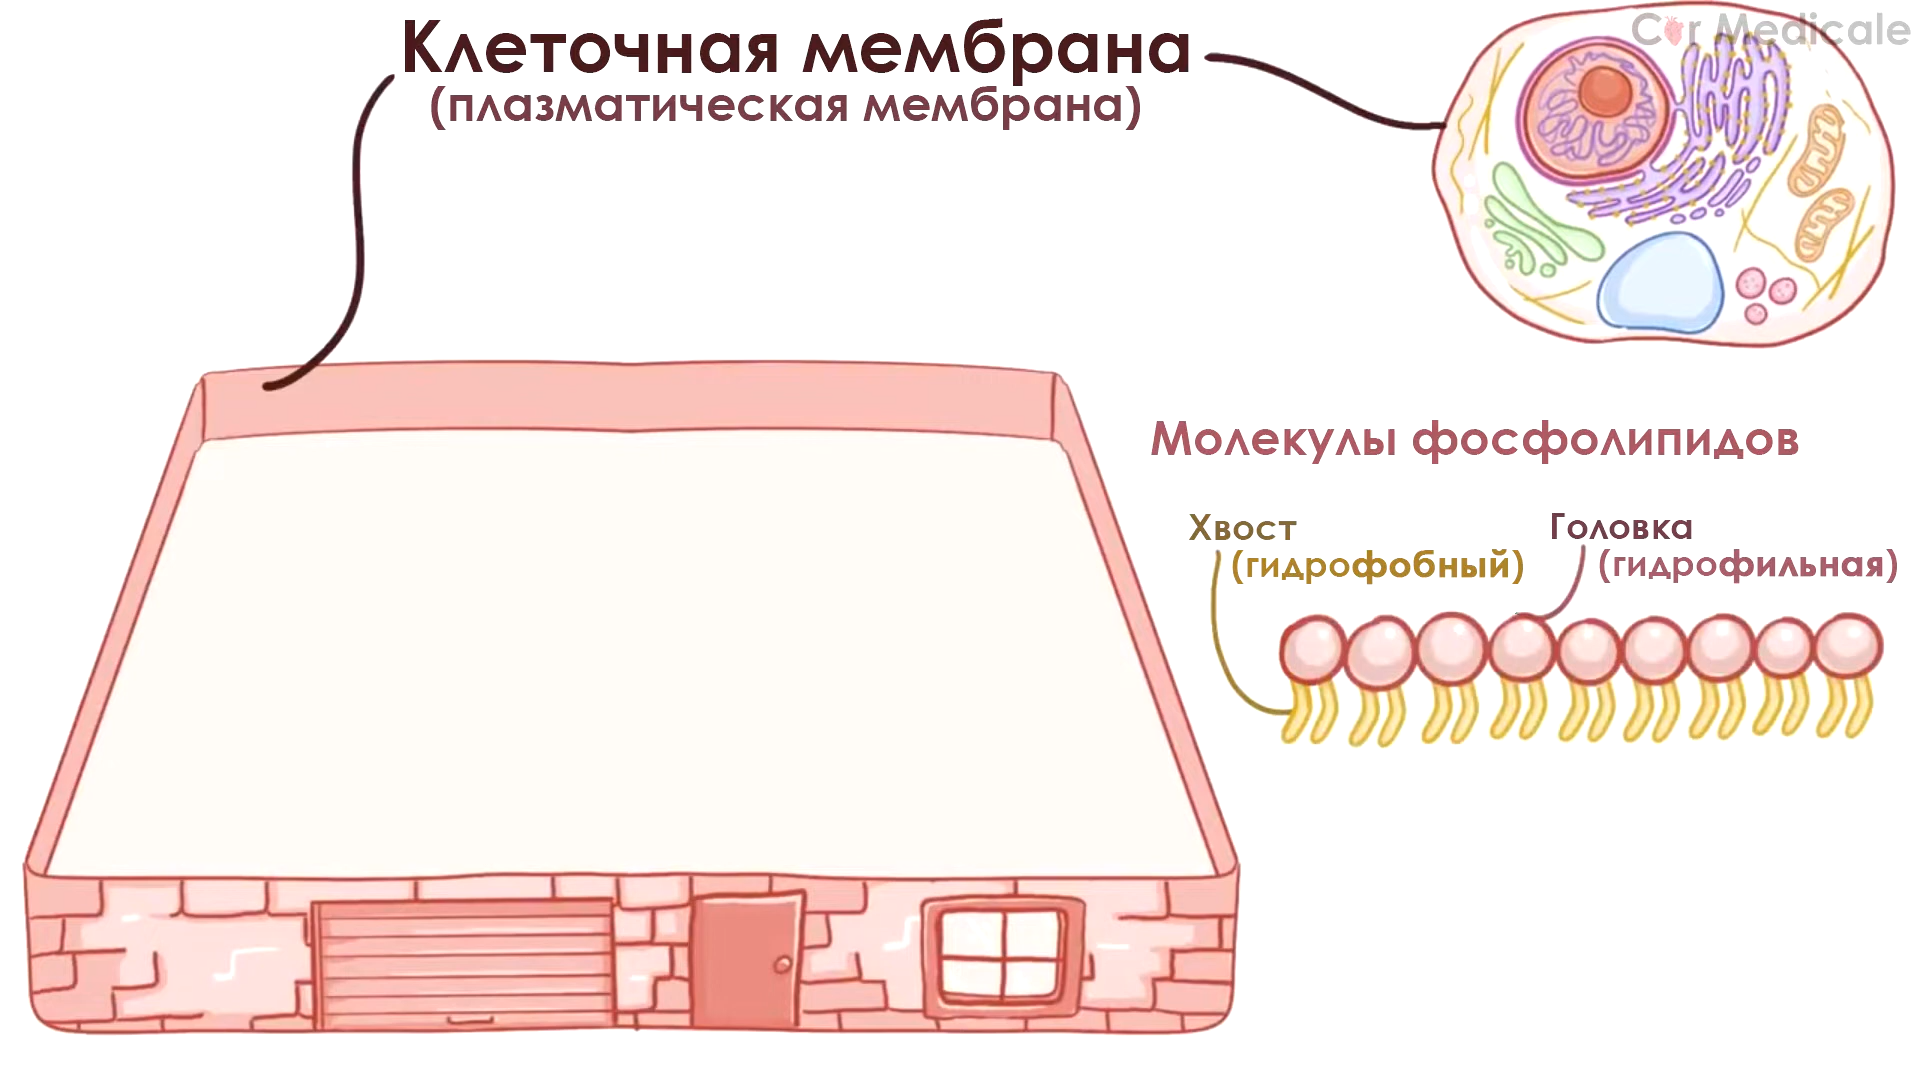 Клеточная мембрана
(плазматическая мембрана)
Cor Medicale
Молекулы фосфолипидов
Хвост
(гидрофобный)
Головка
(гидрофильная)